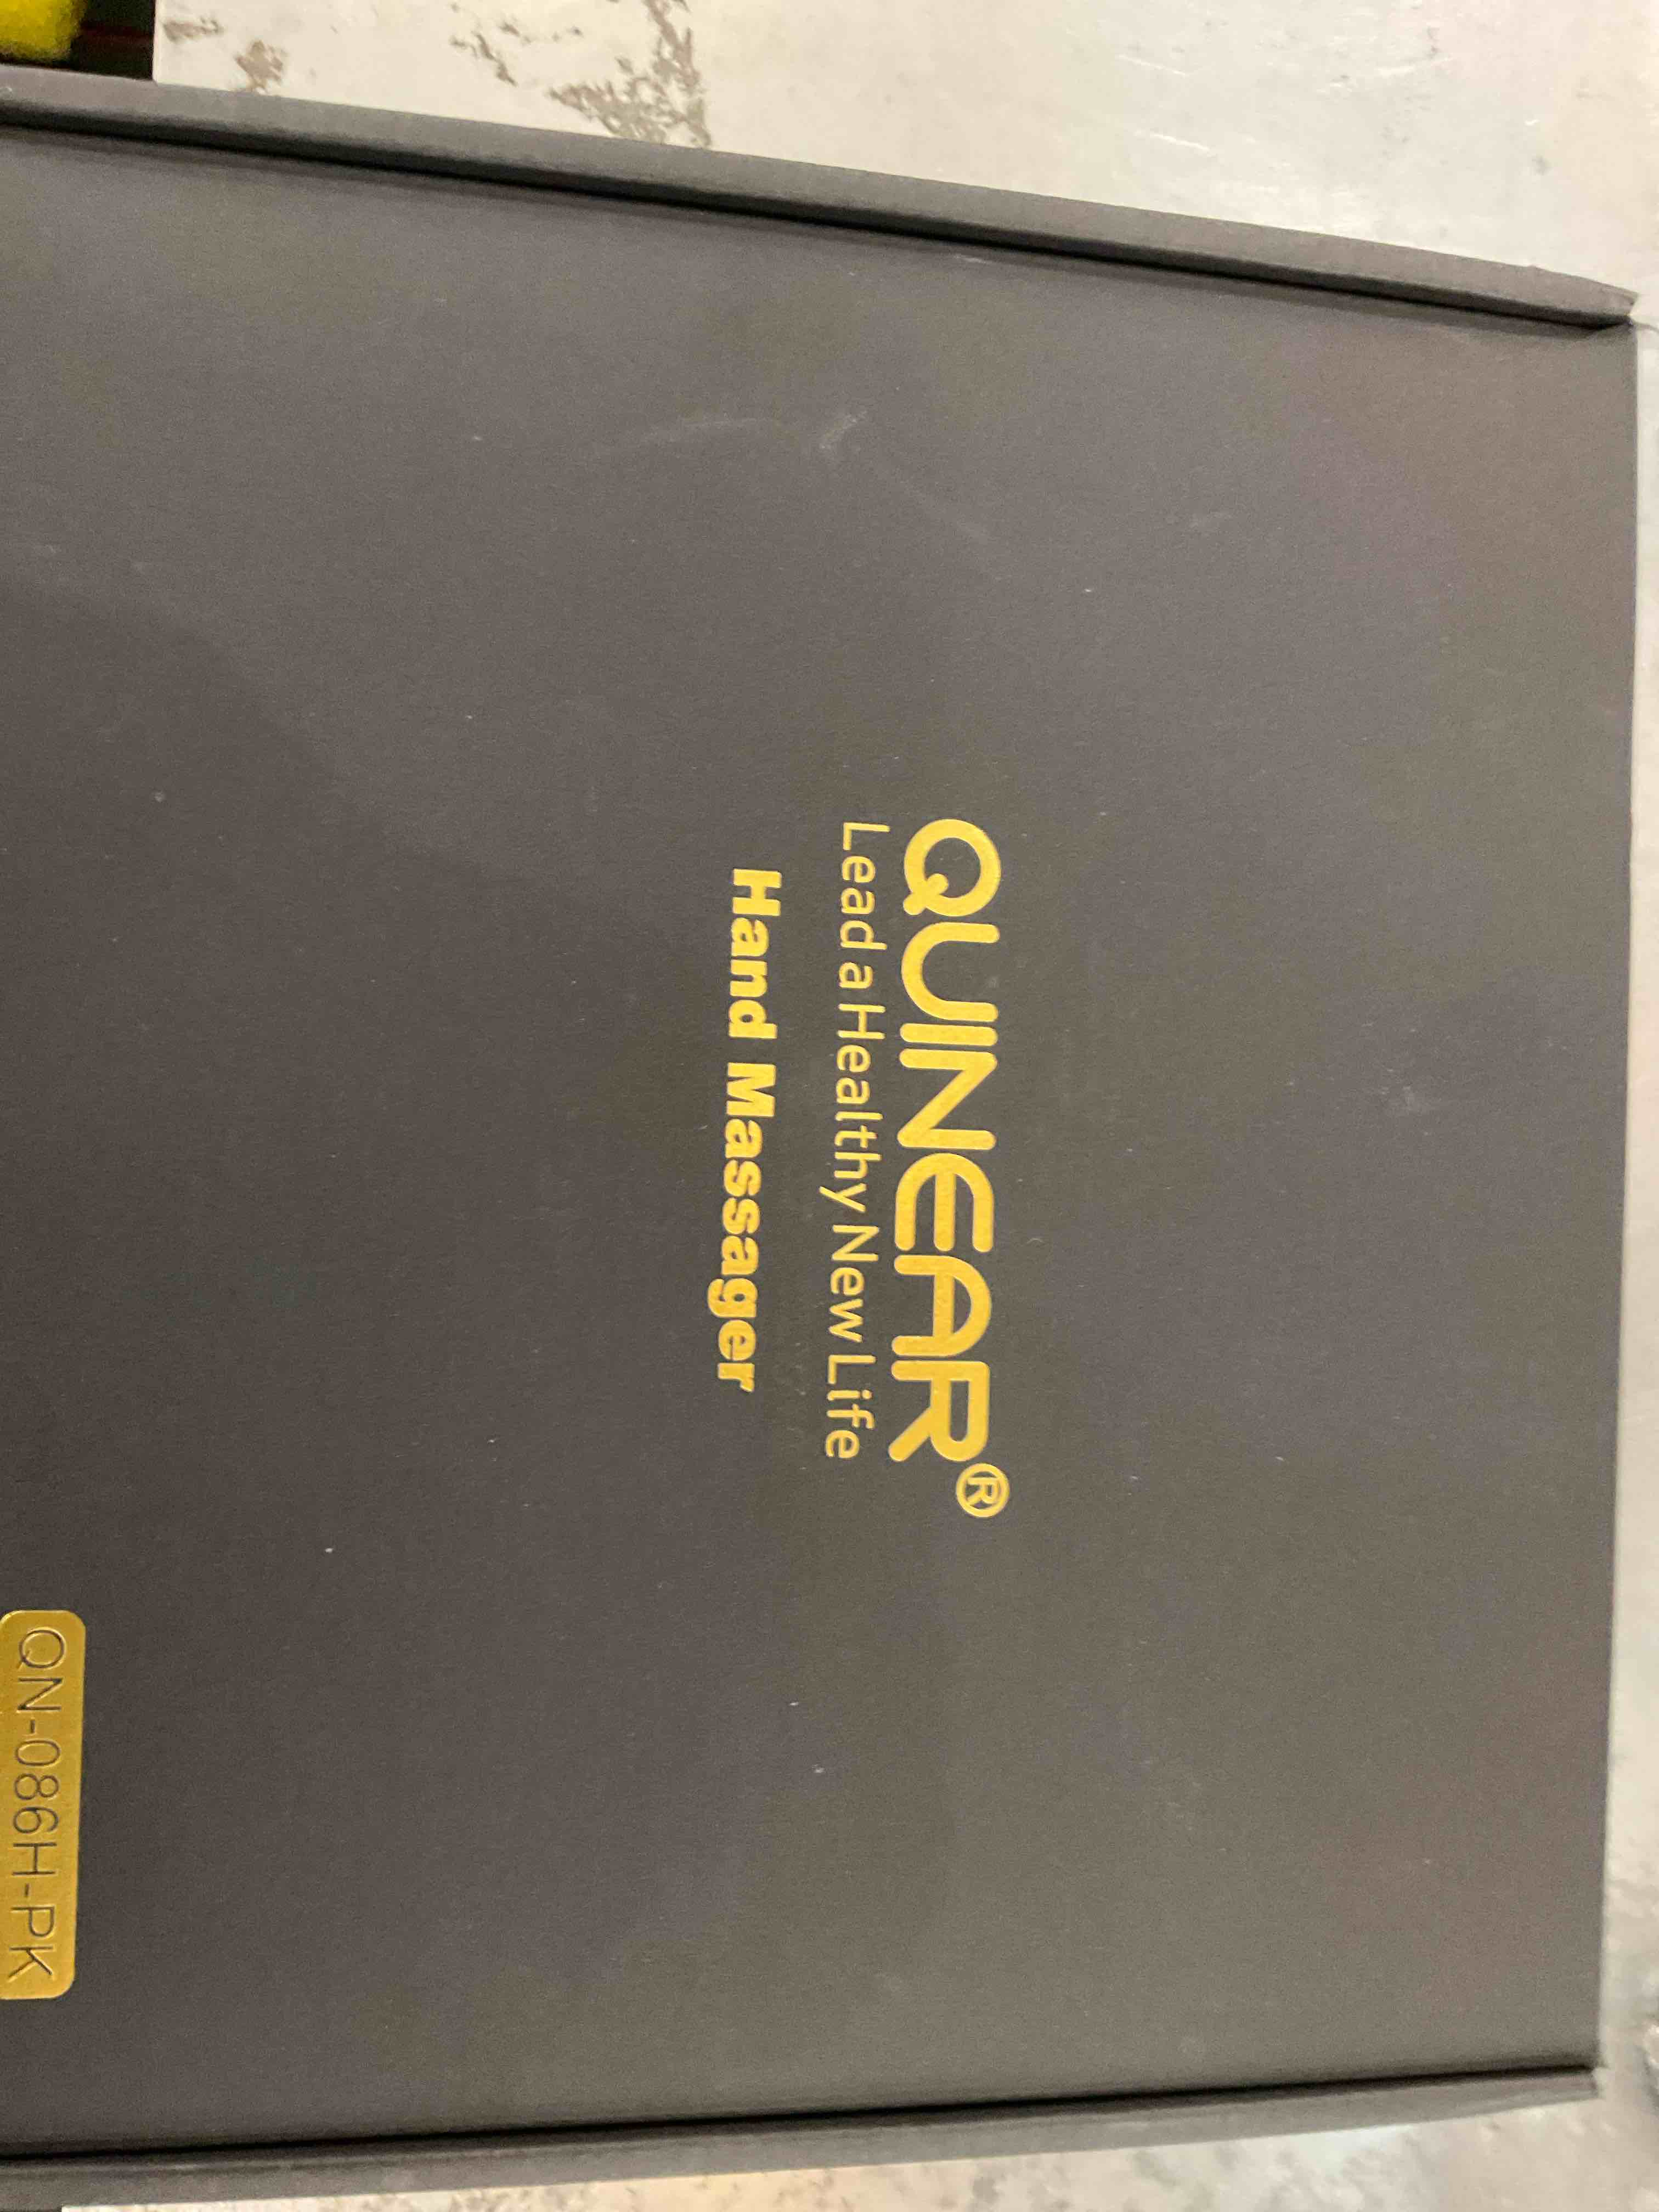 QUINEAR®
Lead a Healthy New Life
Hand Massager
QN-086H-PK